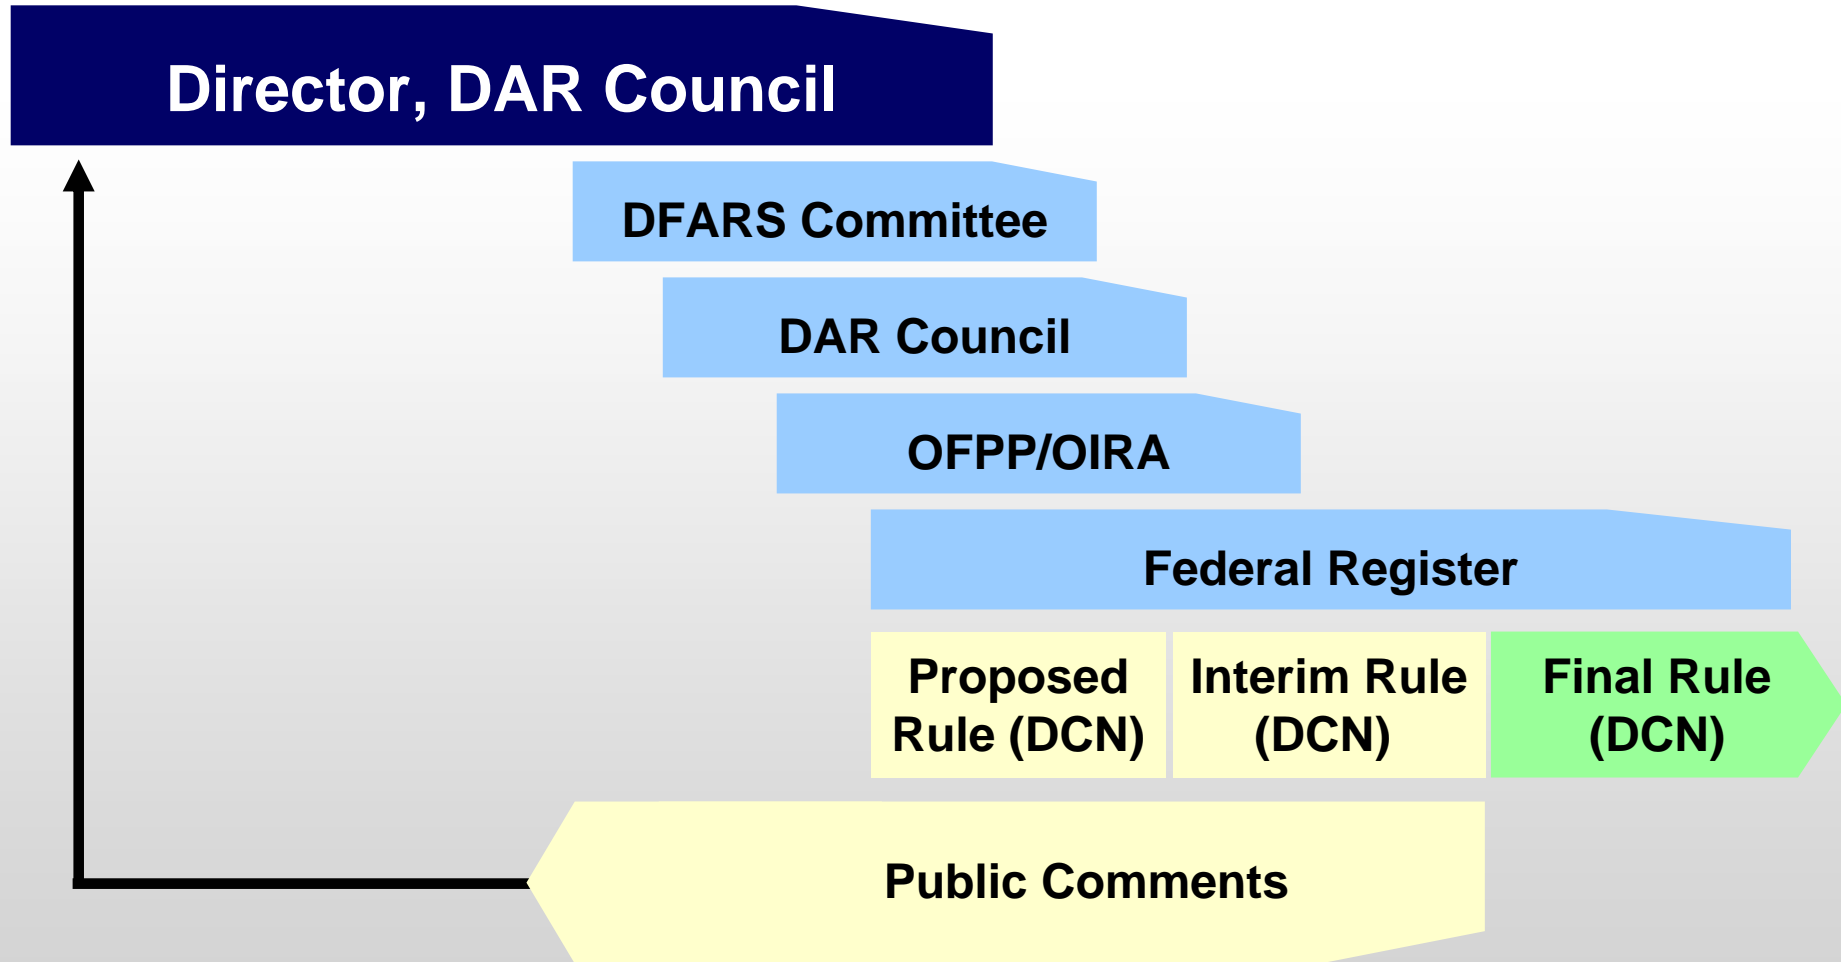 Director, DAR Council
DFARS Committee
DAR Council
OFPP/OIRA
Federal Register
Proposed
Rule (DCN)
Interim Rule
(DCN)
Final Rule
(DCN)
Public Comments